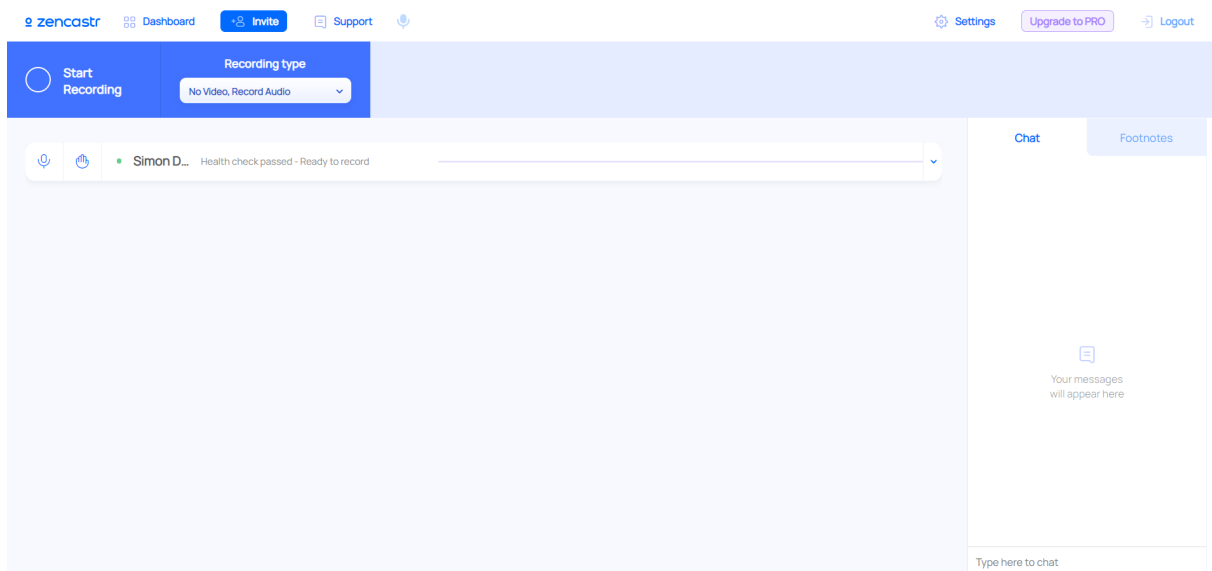 zencastr
Dashboard
Invite
Support
Settings
Upgrade to PRO
Logout
Start
Recording
Recording type
No Video, Record Audio
Chat
Footnotes
Simon D...
Health check passed - Ready to record
Your messages
will appear here
Type here to chat